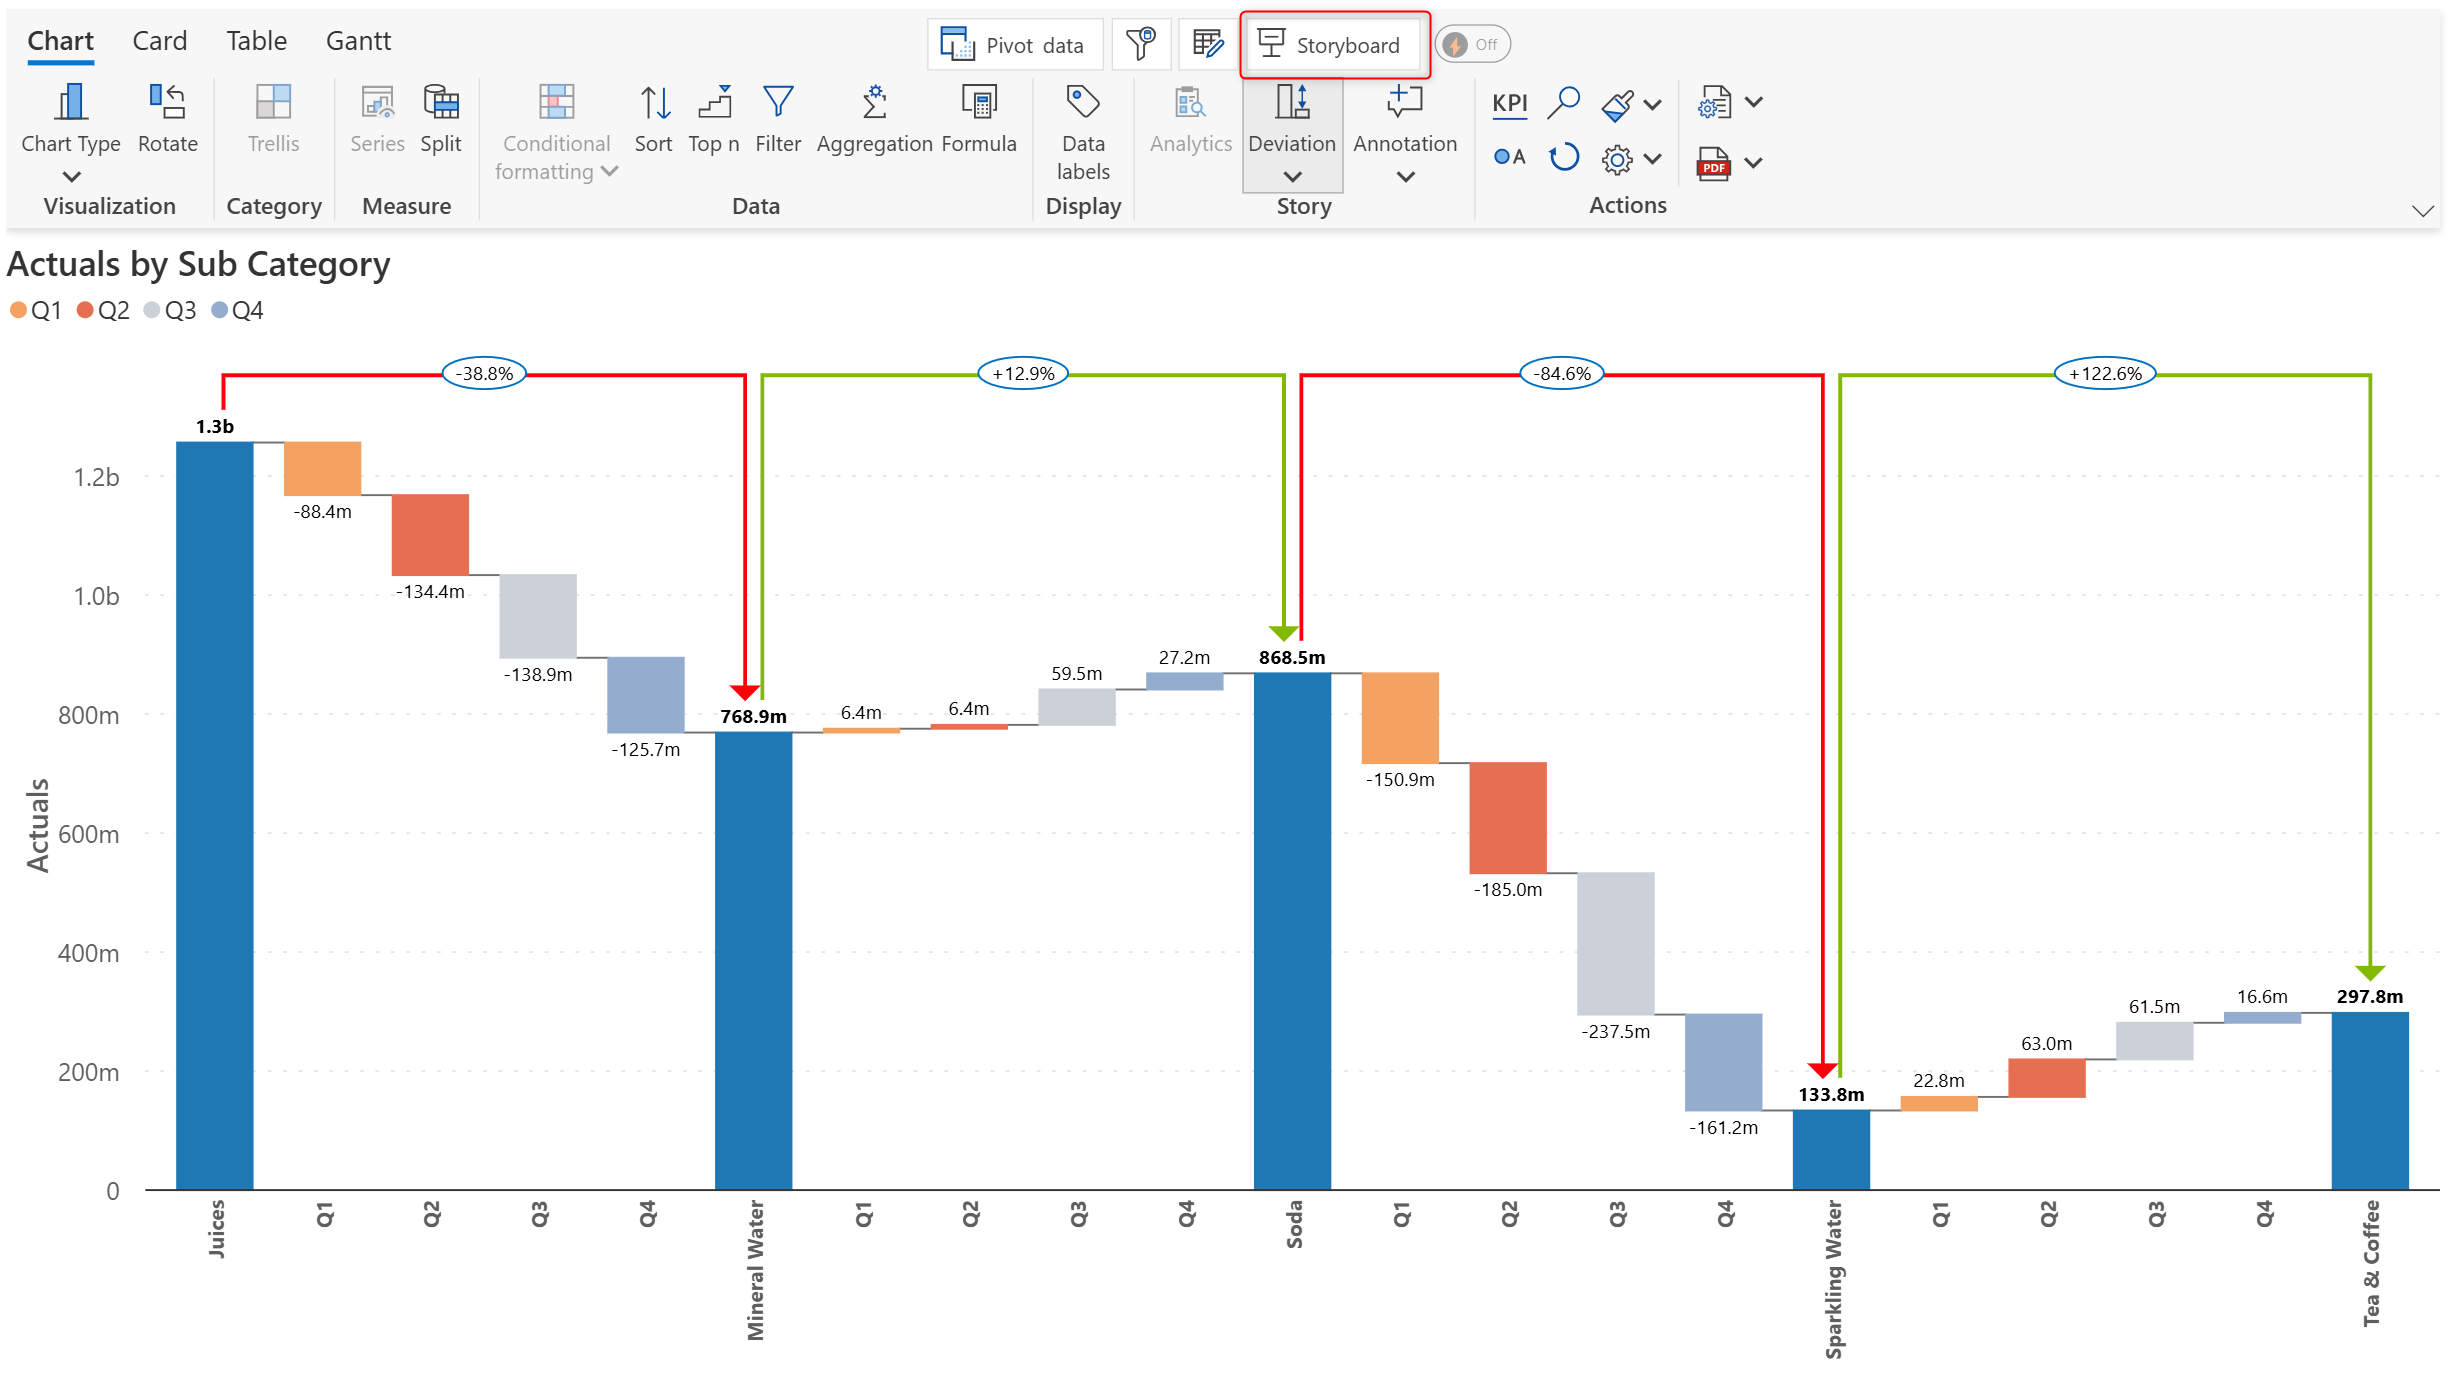 Chart Card Table Gantt
Pivot data
Storyboard
Off
Chart Type
Rotate
Visualization
Trellis
Category
Series
Split
Measure
Conditional
formatting
Sort
Top n
Filter
Aggregation
Formula
Data
Data
labels
Display
Analytics
Deviation
Annotation
Story
KPI
A
PDF
Actions
Actuals by Sub Category
Q1 Q2 Q3 Q4
-38.8%
+12.9%
-84.6%
+122.6%
Actuals
1.2b
1.0b
800m
600m
400m
200m
0
1.3b
-88.4m
-134.4m
-138.9m
-125.7m
768.9m
6.4m
6.4m
59.5m
27.2m
868.5m
-150.9m
-185.0m
-237.5m
-161.2m
133.8m
22.8m
63.0m
61.5m
16.6m
297.8m
Juices
Q1
Q2
Q3
Q4
Mineral Water
Q1
Q2
Q3
Q4
Soda
Q1
Q2
Q3
Q4
Sparkling Water
Q1
Q2
Q3
Q4
Tea & Coffee